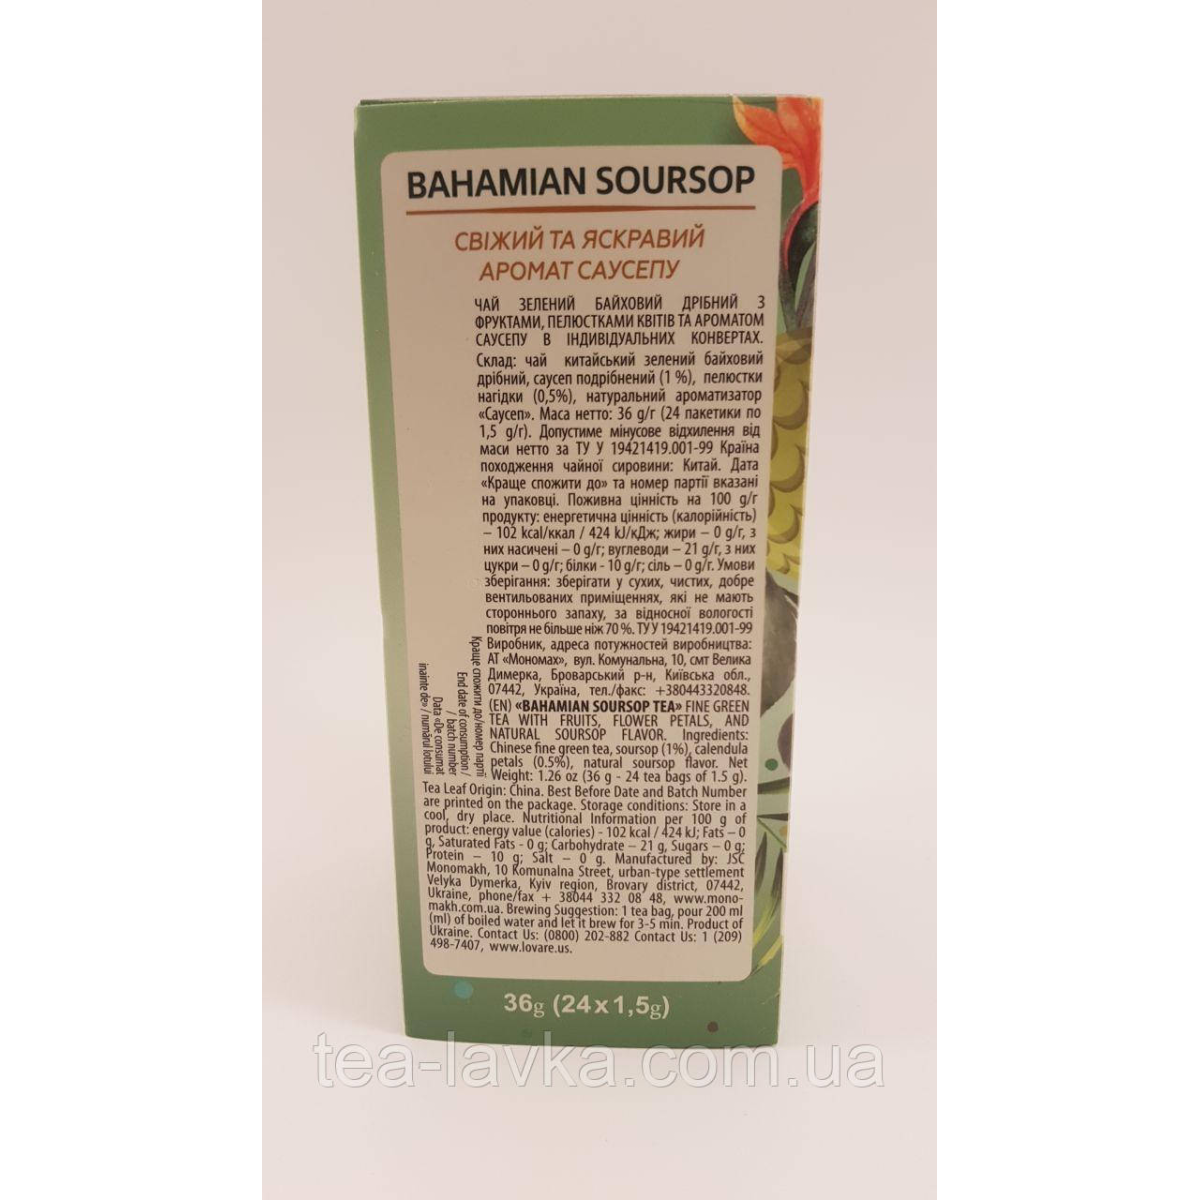 BAHAMIAN SOURSOP
СВІЖИЙ ТА ЯСКРАВИЙ
АРОМАТ САУСЕПУ
ЧАЙ ЗЕЛЕНИЙ БАЙХОВИЙ ДРІБНИЙ З
ФРУКТАМИ, ПЕЛЮСТКАМИ КВІТІВ ТА АРОМАТОМ
САУСЕПУ В ІНДИВІДУАЛЬНИХ КОНВЕРТАХ.
Склад: чай китайський зелений байховий
дрібний, саусеп подрібнений (1 %), пелюстки
нагідки (0,5%), натуральний ароматизатор
«Саусеп». Маса нетто: 36 g/г (24 пакетики по
1,5 g/г). Допустиме мінусове відхилення від
маси нетто за ТУ У 19421419.001-99 Країна
походження чайної сировини: Китай. Дата
«Краще спожити до» та номер партії вказані
на упаковці. Поживна цінність на 100 g/г
продукту: енергетична цінність (калорійність)
– 102 kcal/ккал / 424 kJ/кДж; жири – 0 g/г, з
них насичені – 0 g/г; вуглеводи – 21 g/г, з них
цукри – 0 g/г; білки - 10 g/г; сіль – 0 g/г. Умови
зберігання: зберігати у сухих, чистих, добре
вентильованих приміщеннях, які не мають
стороннього запаху, за відносної вологості
повітря не більше ніж 70 %. ТУ У 19421419.001-99
Виробник, адреса потужностей виробництва:
АТ «Мономах», вул. Комунальна, 10, смт Велика
Димерка, Броварський р-н, Київська обл.,
07442, Україна, тел./факс: +380443320848.
(EN) «BAHAMIAN SOURSOP TEA» FINE GREEN
TEA WITH FRUITS, FLOWER PETALS, AND
NATURAL SOURSOP FLAVOR. Ingredients:
Chinese fine green tea, soursop (1%), calendula
petals (0.5%), natural soursop flavor. Net
Weight: 1.26 oz (36 g - 24 tea bags of 1.5 g).
Tea Leaf Origin: China. Best Before Date and Batch Number
are printed on the package. Storage conditions: Store in a
cool, dry place. Nutritional Information per 100 g of
product: energy value (calories) - 102 kcal / 424 kJ; Fats – 0
g, Saturated Fats - 0 g; Carbohydrate – 21 g, Sugars – 0 g;
Protein – 10 g; Salt – 0 g. Manufactured by: JSC
Monomakh, 10 Komunalna Street, urban-type settlement
Velyka Dymerka, Kyiv region, Brovary district, 07442,
Ukraine, phone/fax + 38044 332 08 48, www.mono-
makh.com.ua. Brewing Suggestion: 1 tea bag, pour 200 ml
(ml) of boiled water and let it brew for 3-5 min. Product of
Ukraine. Contact Us: (0800) 202-882 Contact Us: 1 (209)
498-7407, www.lovare.us.
Краще спожити до/номер партії
End date of consumption /
/ batch number
Data «De consumat
inainte de» / numărul lotului
36g (24x1,5g)
tea-lavka.com.ua